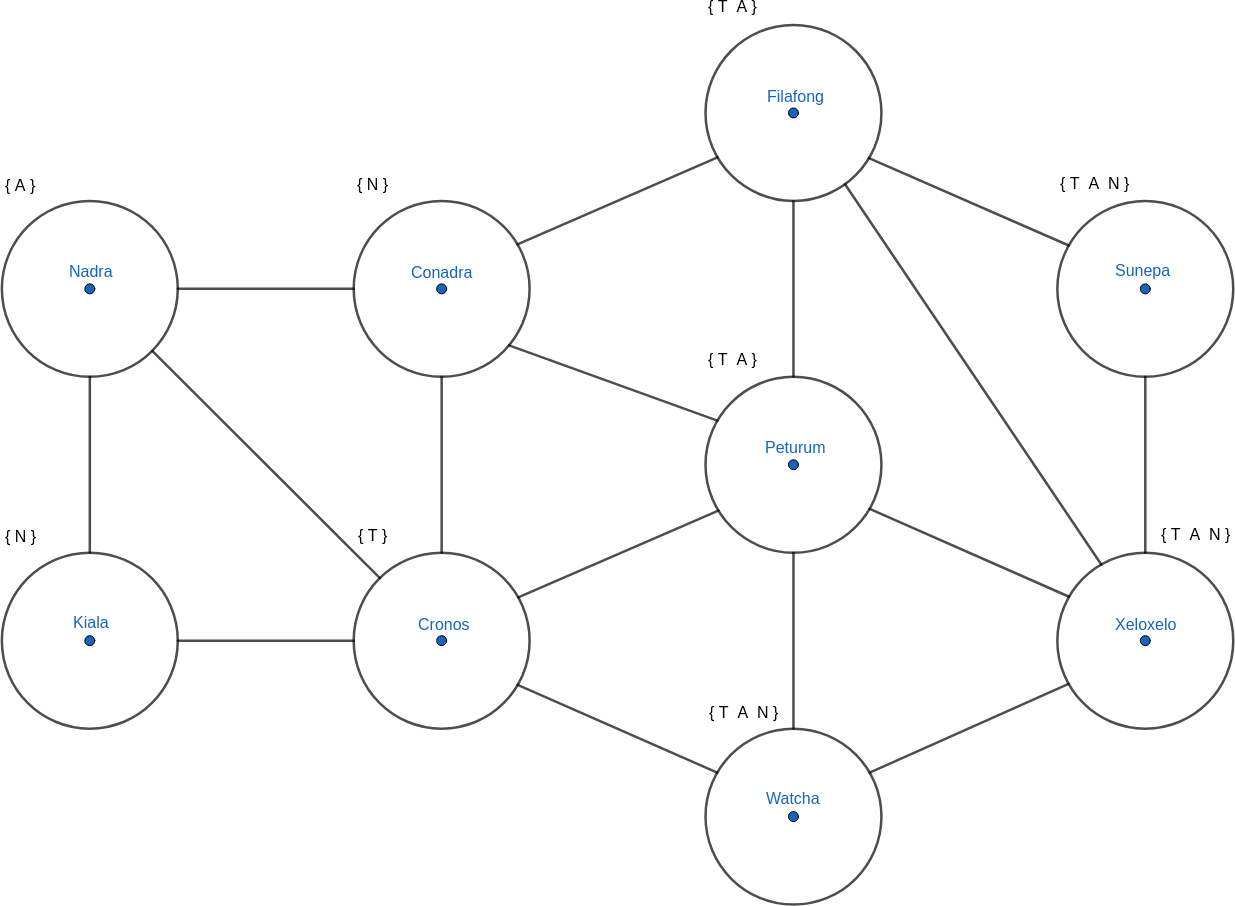 { T A }
Filafong
{ A }
{ N }
{ T A N }
Nadra
Conadra
Sunepa
{ T A }
Peturum
{ N }
{ T }
{ T A N }
Kiala
Cronos
Xeloxelo
{ T A N }
Watcha